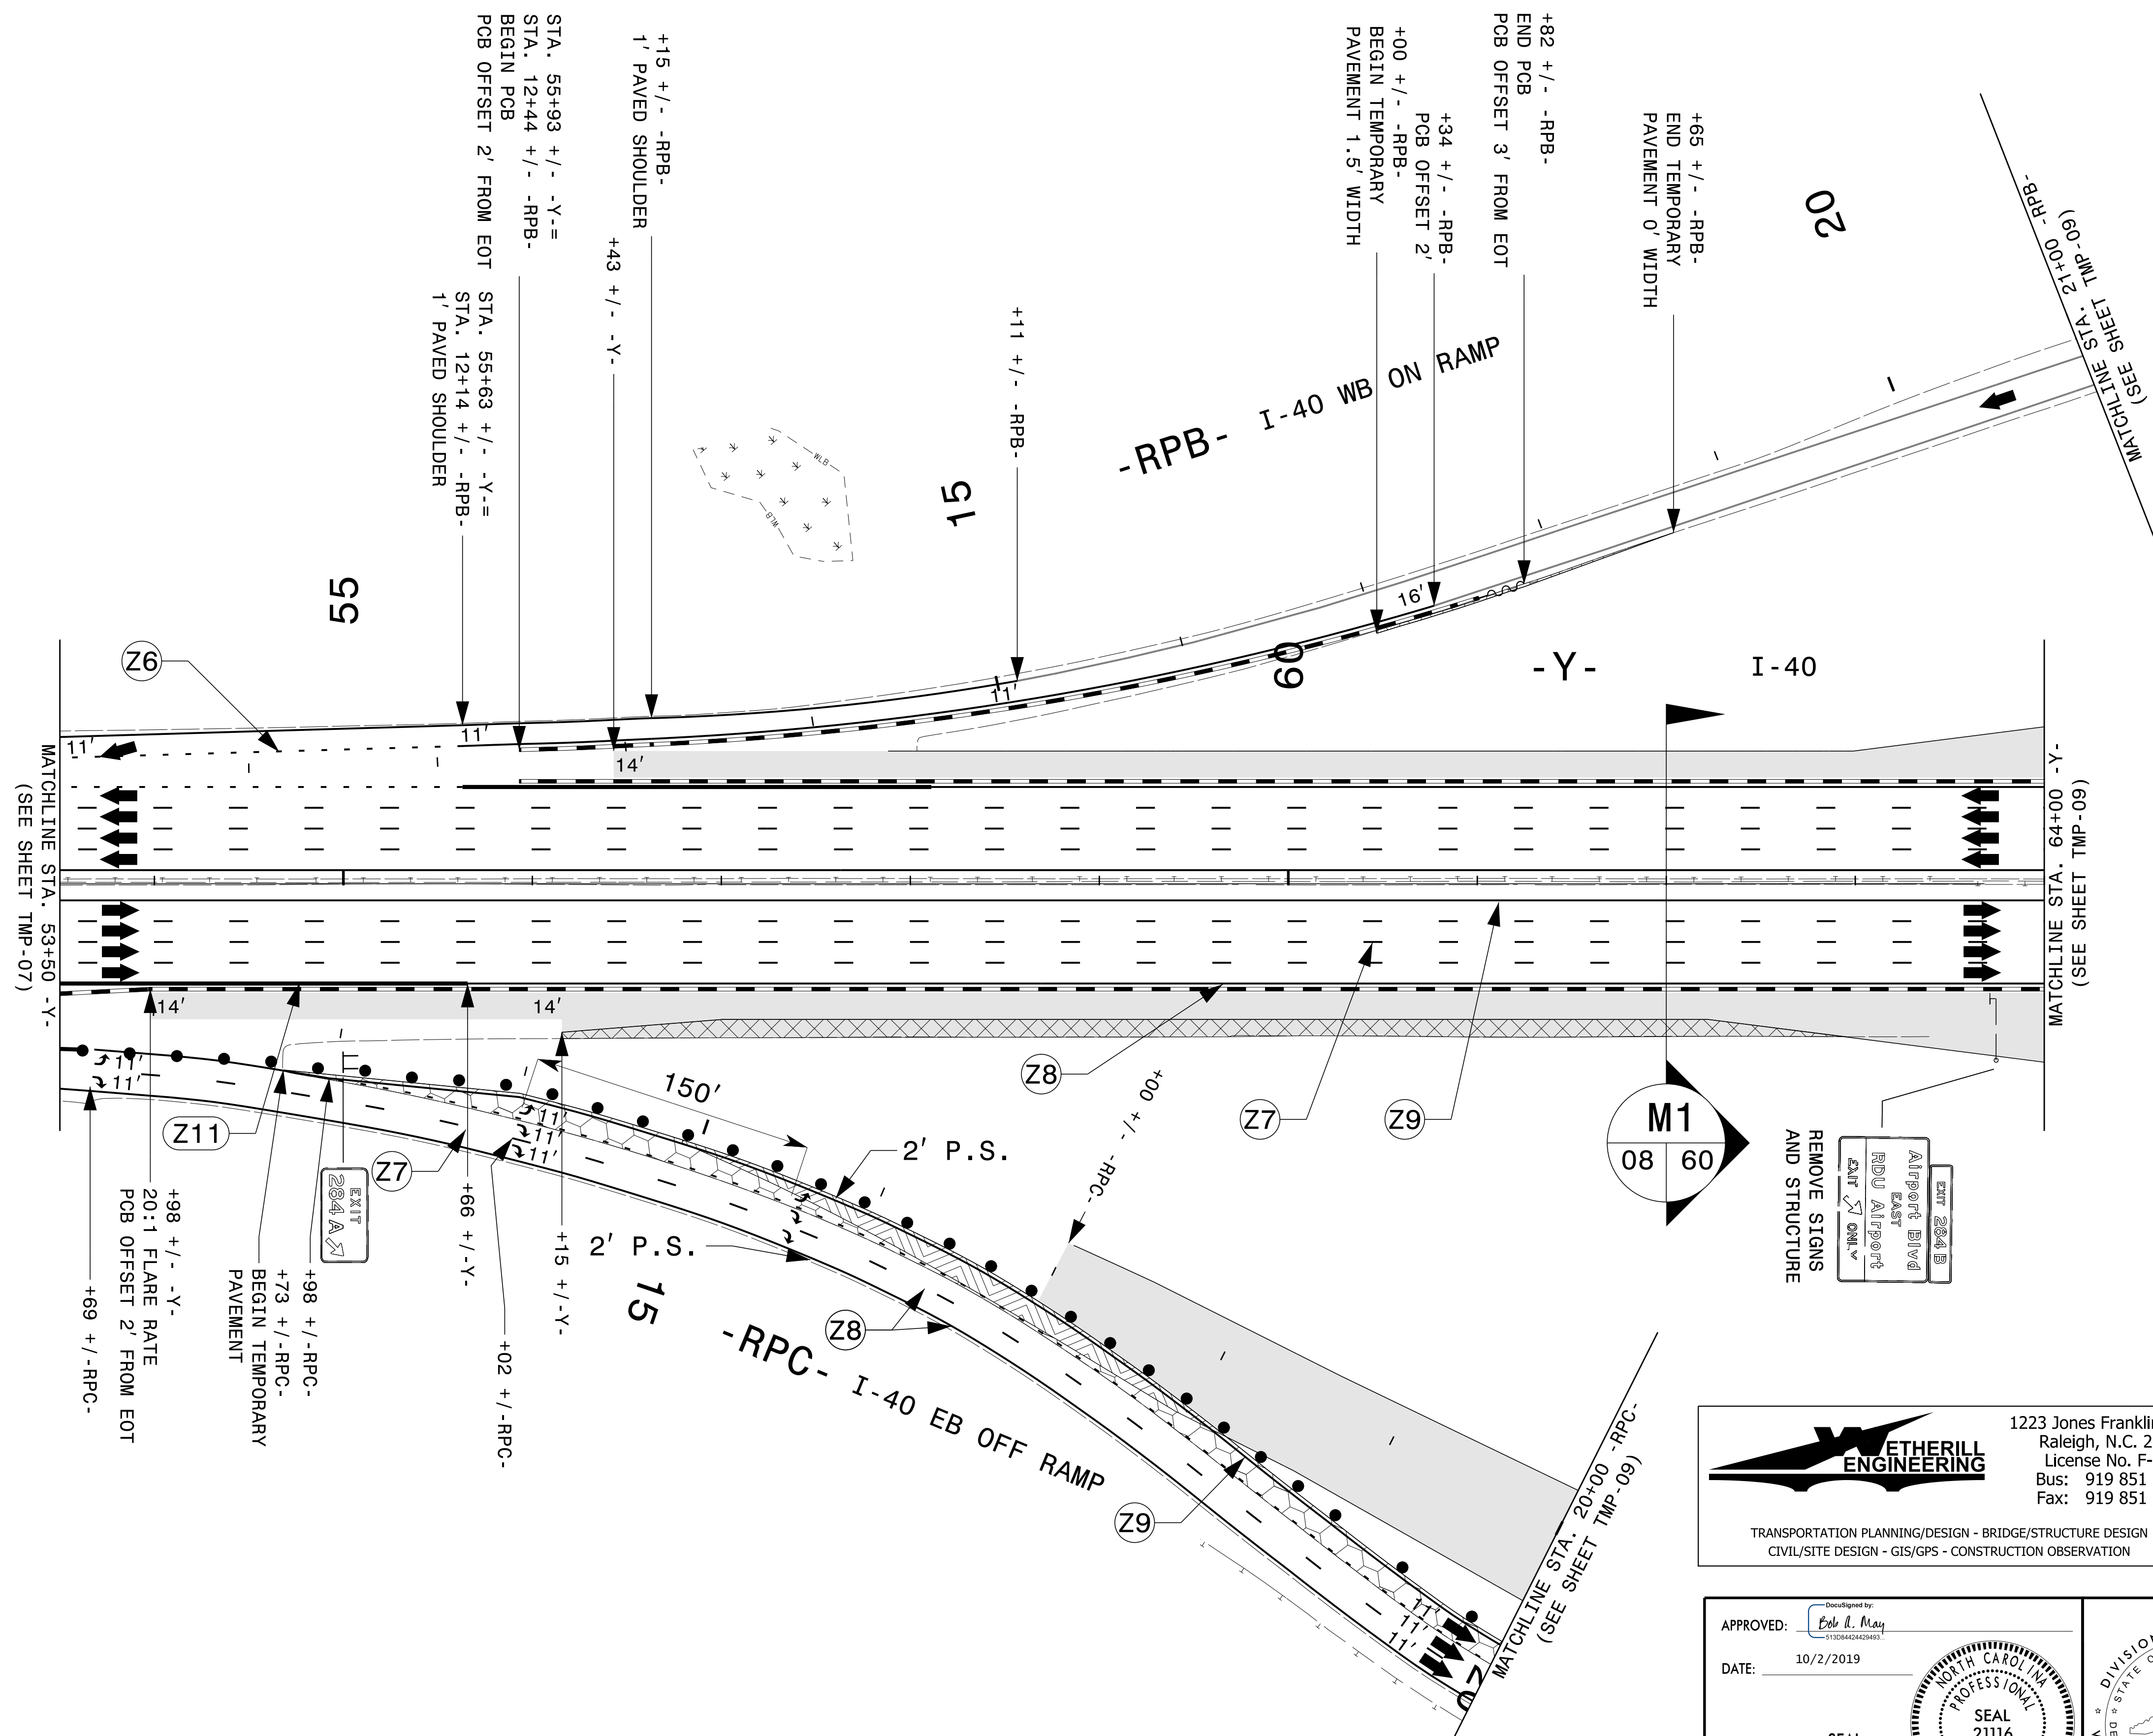 STA. 55+93 +/- -Y-=
STA. 12+44 +/- -RPB-
BEGIN PCB
PCB OFFSET 2' FROM EOT
STA. 55+63 +/- -Y-=
STA. 12+14 +/- -RPB-
1' PAVED SHOULDER
+15 +/- -RPB-
1' PAVED SHOULDER
+43 +/- -Y-
+11 +/- -RPB-
+00 +/- -RPB-
BEGIN TEMPORARY
PAVEMENT 1.5' WIDTH
+34 +/- -RPB-
PCB OFFSET 2'
+82 +/- -RPB-
END PCB
PCB OFFSET 3' FROM EOT
+65 +/- -RPB-
END TEMPORARY
PAVEMENT 0' WIDTH
20
MATCHLINE STA. 21+00 -RPB-
(SEE SHEET TMP-09)
-RPB- I-40 WB ON RAMP
WLB
WLB
15
55
60
16'
-Y- I-40
Z6
11'
11'
11'
14'
MATCHLINE STA. 53+50 -Y-
(SEE SHEET TMP-07)
MATCHLINE STA. 64+00 -Y-
(SEE SHEET TMP-09)
14'
14'
11'
11'
11'
11'
11'
150'
2' P.S.
2' P.S.
+00 +/- -RPC-
Z8
Z7
Z9
M1
08 60
REMOVE SIGNS
AND STRUCTURE
EXIT 284 B
Airport Blvd
EAST
RDU Airport
EXIT ONLY
Z11
Z7
EXIT
284 A
+66 +/-Y-
+15 +/-Y-
+02 +/-RPC-
+98 +/-RPC-
+73 +/-RPC-
BEGIN TEMPORARY
PAVEMENT
+98 +/- -Y-
20:1 FLARE RATE
PCB OFFSET 2' FROM EOT
+69 +/-RPC-
15
Z8
-RPC- I-40 EB OFF RAMP
Z9
11'
11'
11'
20
MATCHLINE STA. 20+00 -RPC-
(SEE SHEET TMP-09)
WETHERILL
ENGINEERING
1223 Jones Franklin
Raleigh, N.C. 2
License No. F-
Bus: 919 851
Fax: 919 851
TRANSPORTATION PLANNING/DESIGN - BRIDGE/STRUCTURE DESIGN
CIVIL/SITE DESIGN - GIS/GPS - CONSTRUCTION OBSERVATION
DocuSigned by:
APPROVED: Bob A. May
513D84424429493...
DATE: 10/2/2019
NORTH CAROLINA
PROFESSIONAL
SEAL
21116
DIVISION
STATE